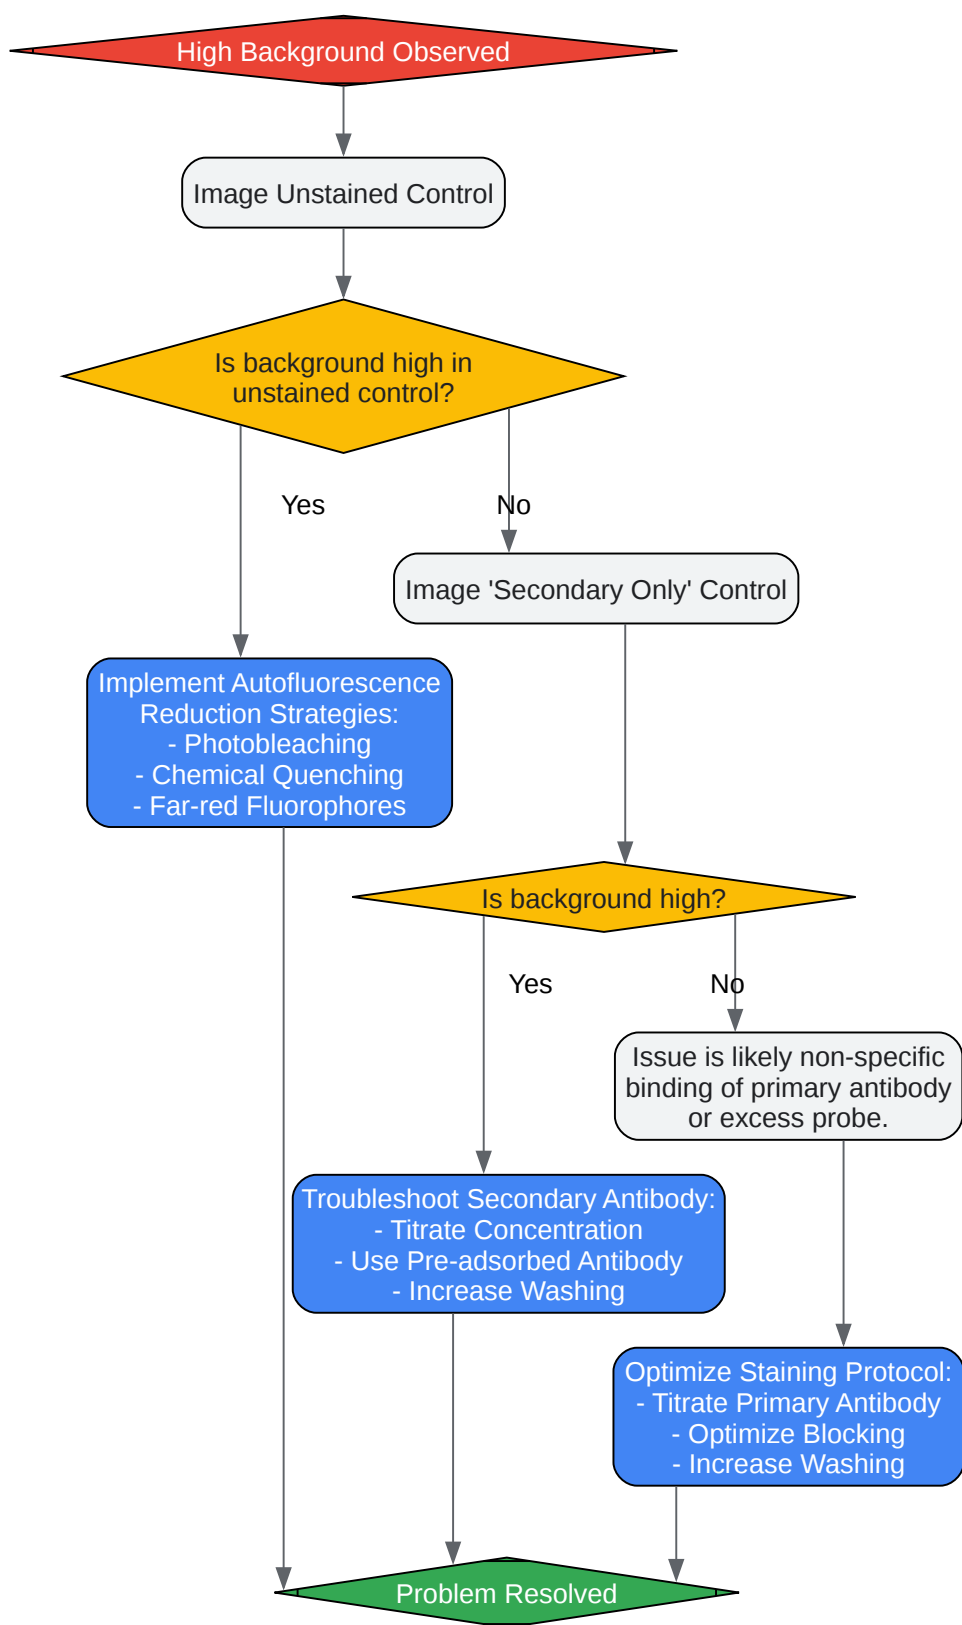 High Background Observed
Image Unstained Control
Is background high in
unstained control?
Yes
No
Image 'Secondary Only' Control
Implement Autofluorescence
Reduction Strategies:
- Photobleaching
- Chemical Quenching
- Far-red Fluorophores
Is background high?
Yes
No
Issue is likely non-specific
binding of primary antibody
or excess probe.
Troubleshoot Secondary Antibody:
- Titrate Concentration
- Use Pre-adsorbed Antibody
- Increase Washing
Optimize Staining Protocol:
- Titrate Primary Antibody
- Optimize Blocking
- Increase Washing
Problem Resolved